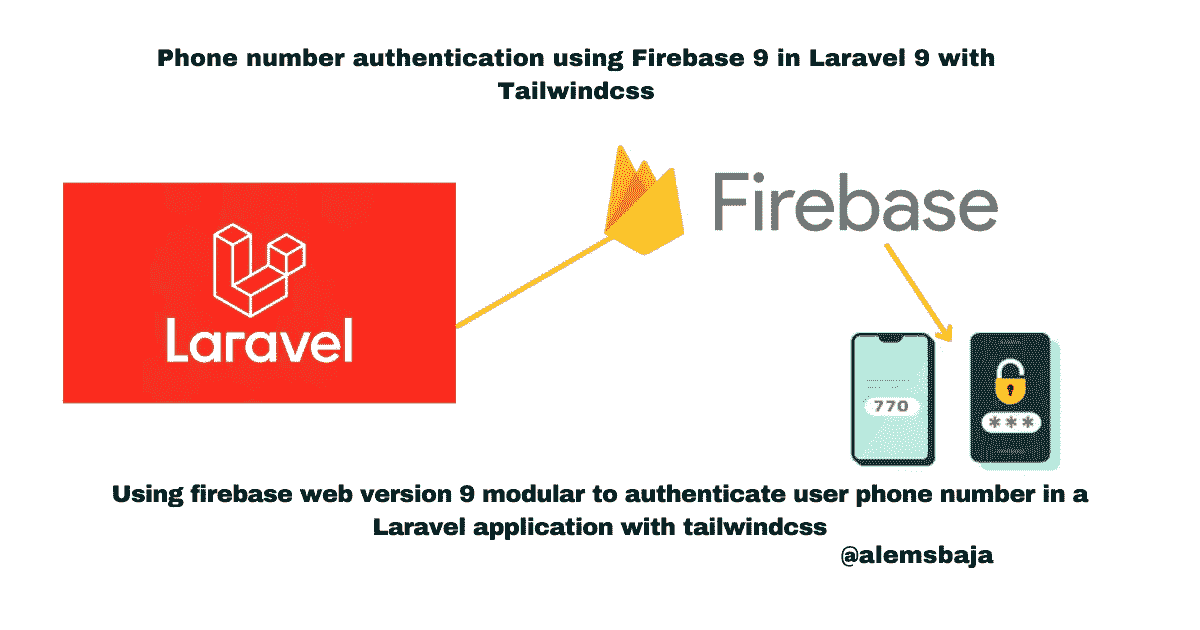 Phone number authentication using Firebase 9 in Laravel 9 with
Tailwindcss
Firebase
Laravel
770
***
Using firebase web version 9 modular to authenticate user phone number in a
Laravel application with tailwindcss
@alemsbaja